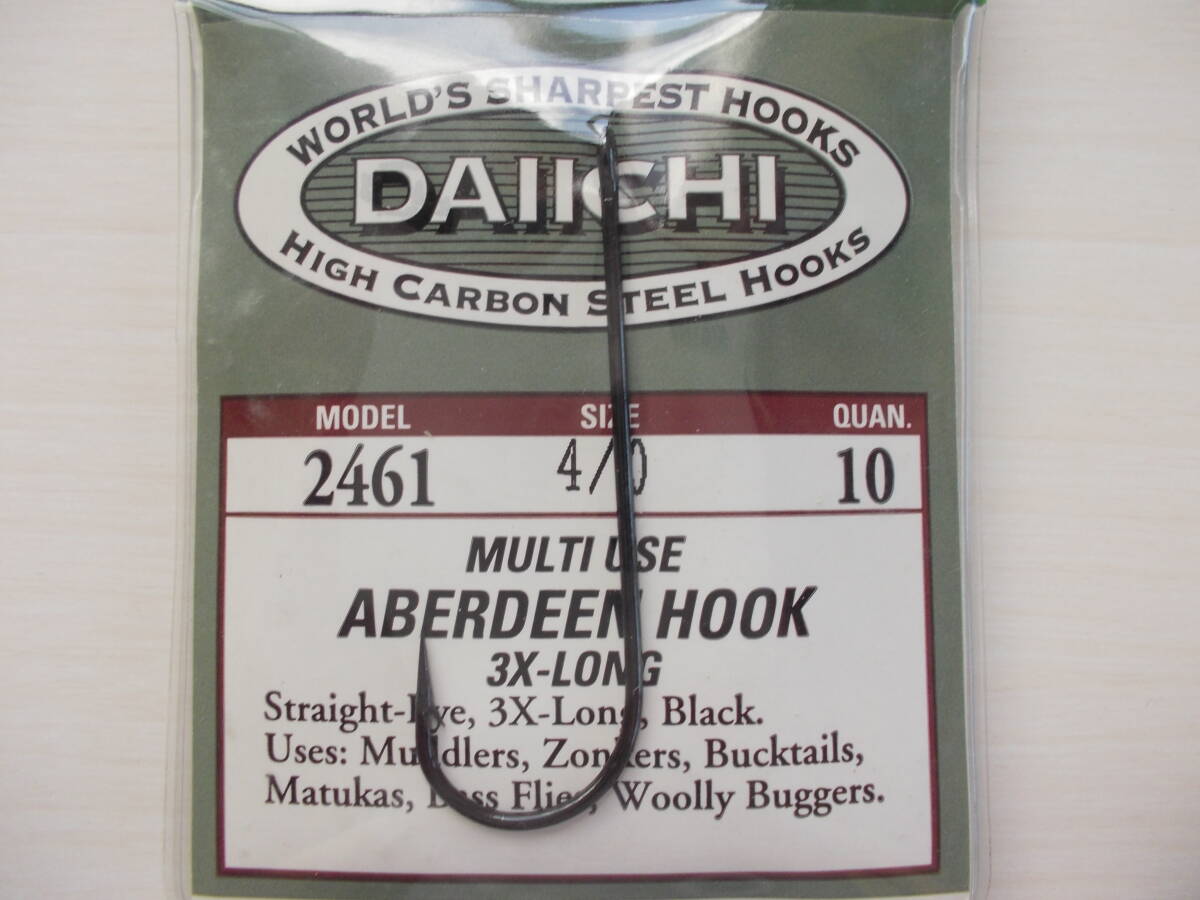 WORLD'S SHARPEST HOOKS
DAIICHI
HIGH CARBON STEEL HOOKS
MODEL SIZE QUAN.
2461 4/0 10
MULTI USE
ABERDEEN HOOK
3X-LONG
Straight-Eye, 3X-Long, Black.
Uses: Muddlers, Zonkers, Bucktails,
Matukas, Bass Flies, Woolly Buggers.